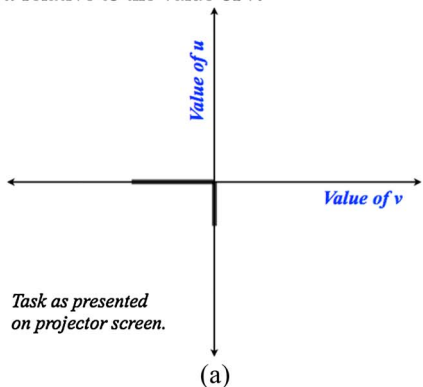 Value of u
Value of v
Task as presented
on projector screen.
(a)